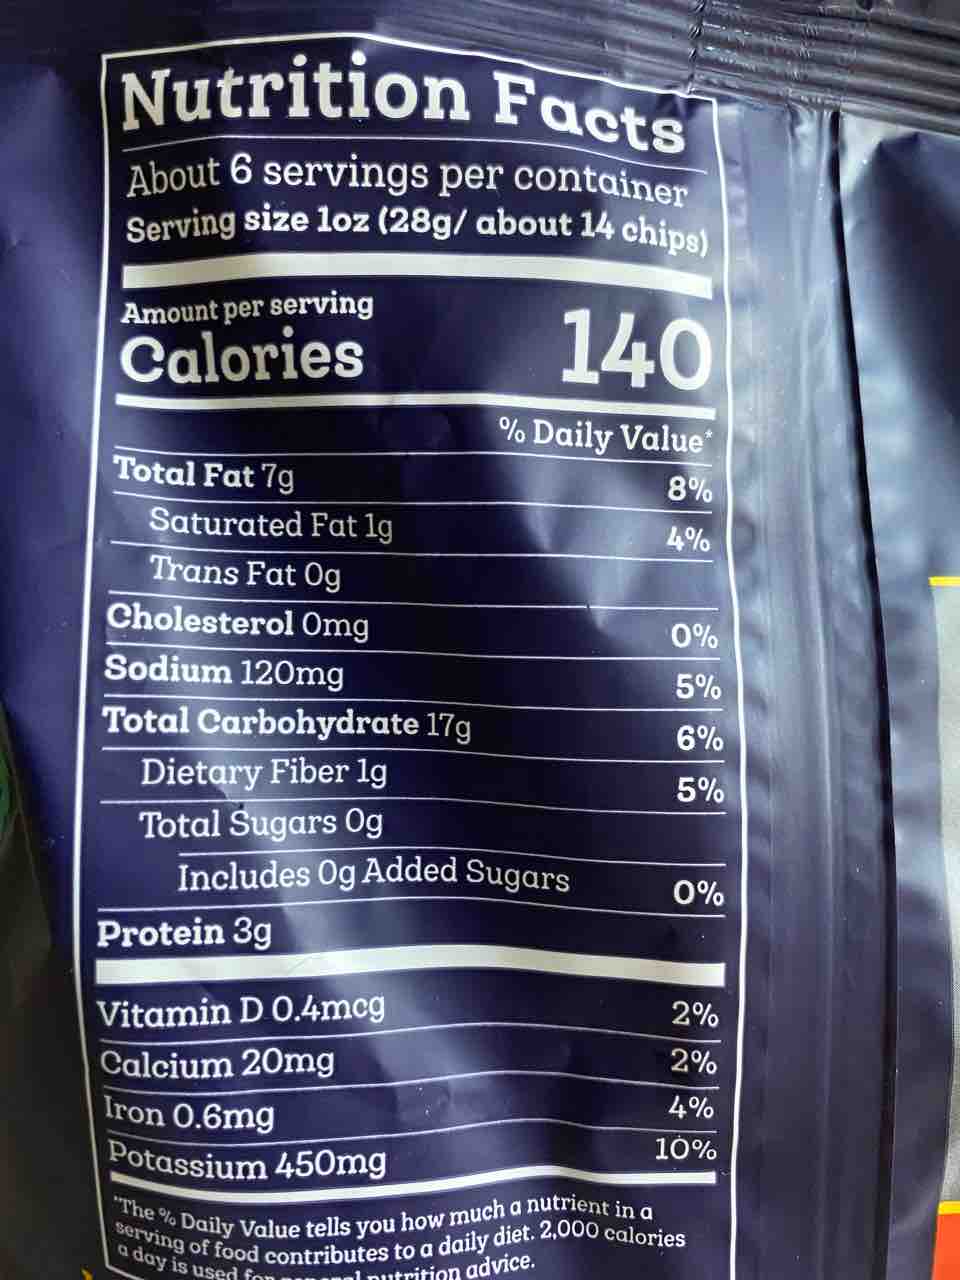 Nutrition Facts
About 6 servings per container
Serving size 1oz (28g/ about 14 chips)
Amount per serving
Calories 140
% Daily Value*
Total Fat 7g 8%
Saturated Fat 1g 4%
Trans Fat 0g
Cholesterol 0mg 0%
Sodium 120mg 5%
Total Carbohydrate 17g 6%
Dietary Fiber 1g 5%
Total Sugars 0g
Includes 0g Added Sugars 0%
Protein 3g
Vitamin D 0.4mcg 2%
Calcium 20mg 2%
Iron 0.6mg 4%
Potassium 450mg 10%
*The % Daily Value tells you how much a nutrient in a
serving of food contributes to a daily diet. 2,000 calories
a day is used for general nutrition advice.